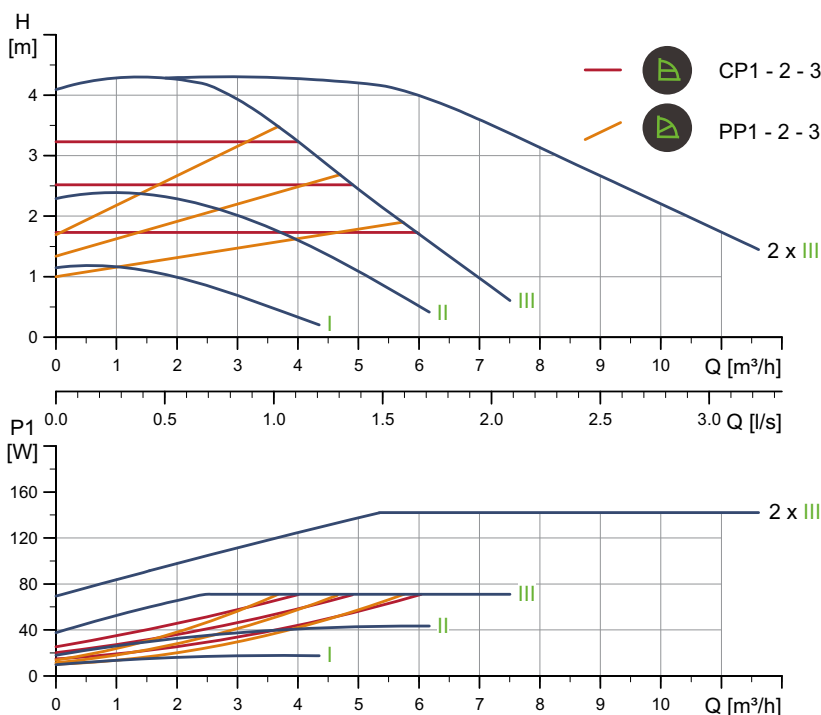 H
[m]
CP1 - 2 - 3
PP1 - 2 - 3
4
3
2
1
0
2 x III
III
II
I
0 1 2 3 4 5 6 7 8 9 10 Q [m³/h]
0.0 0.5 1.0 1.5 2.0 2.5 3.0 Q [l/s]
P1
[W]
160
120
80
40
0
2 x III
III
II
I
0 1 2 3 4 5 6 7 8 9 10 Q [m³/h]